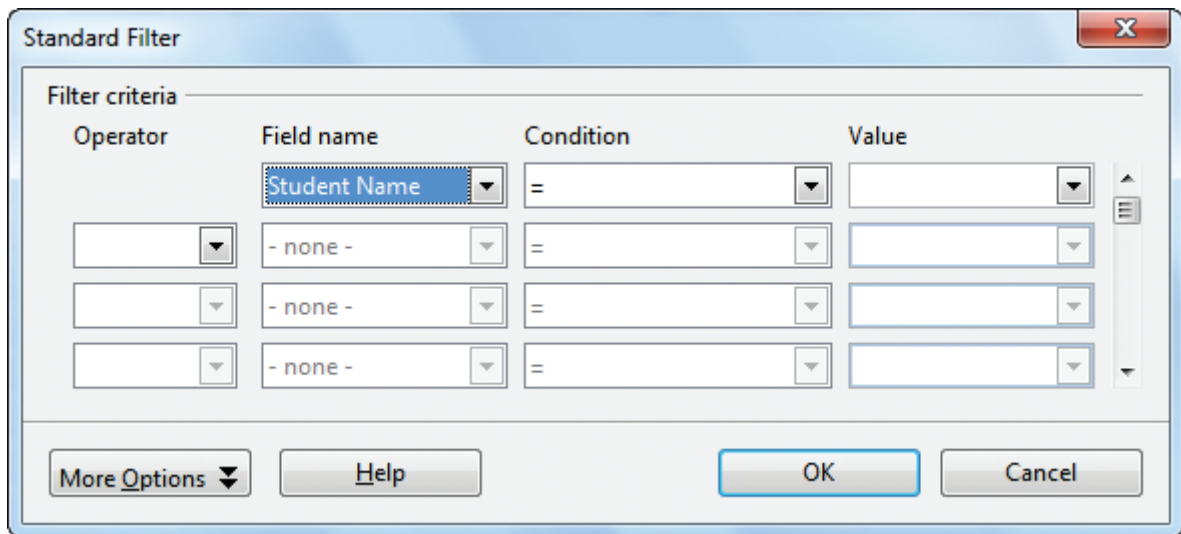 Standard Filter
Filter criteria
Operator Field name Condition Value
Student Name =
- none - =
- none - =
- none - =
More Options Help OK Cancel